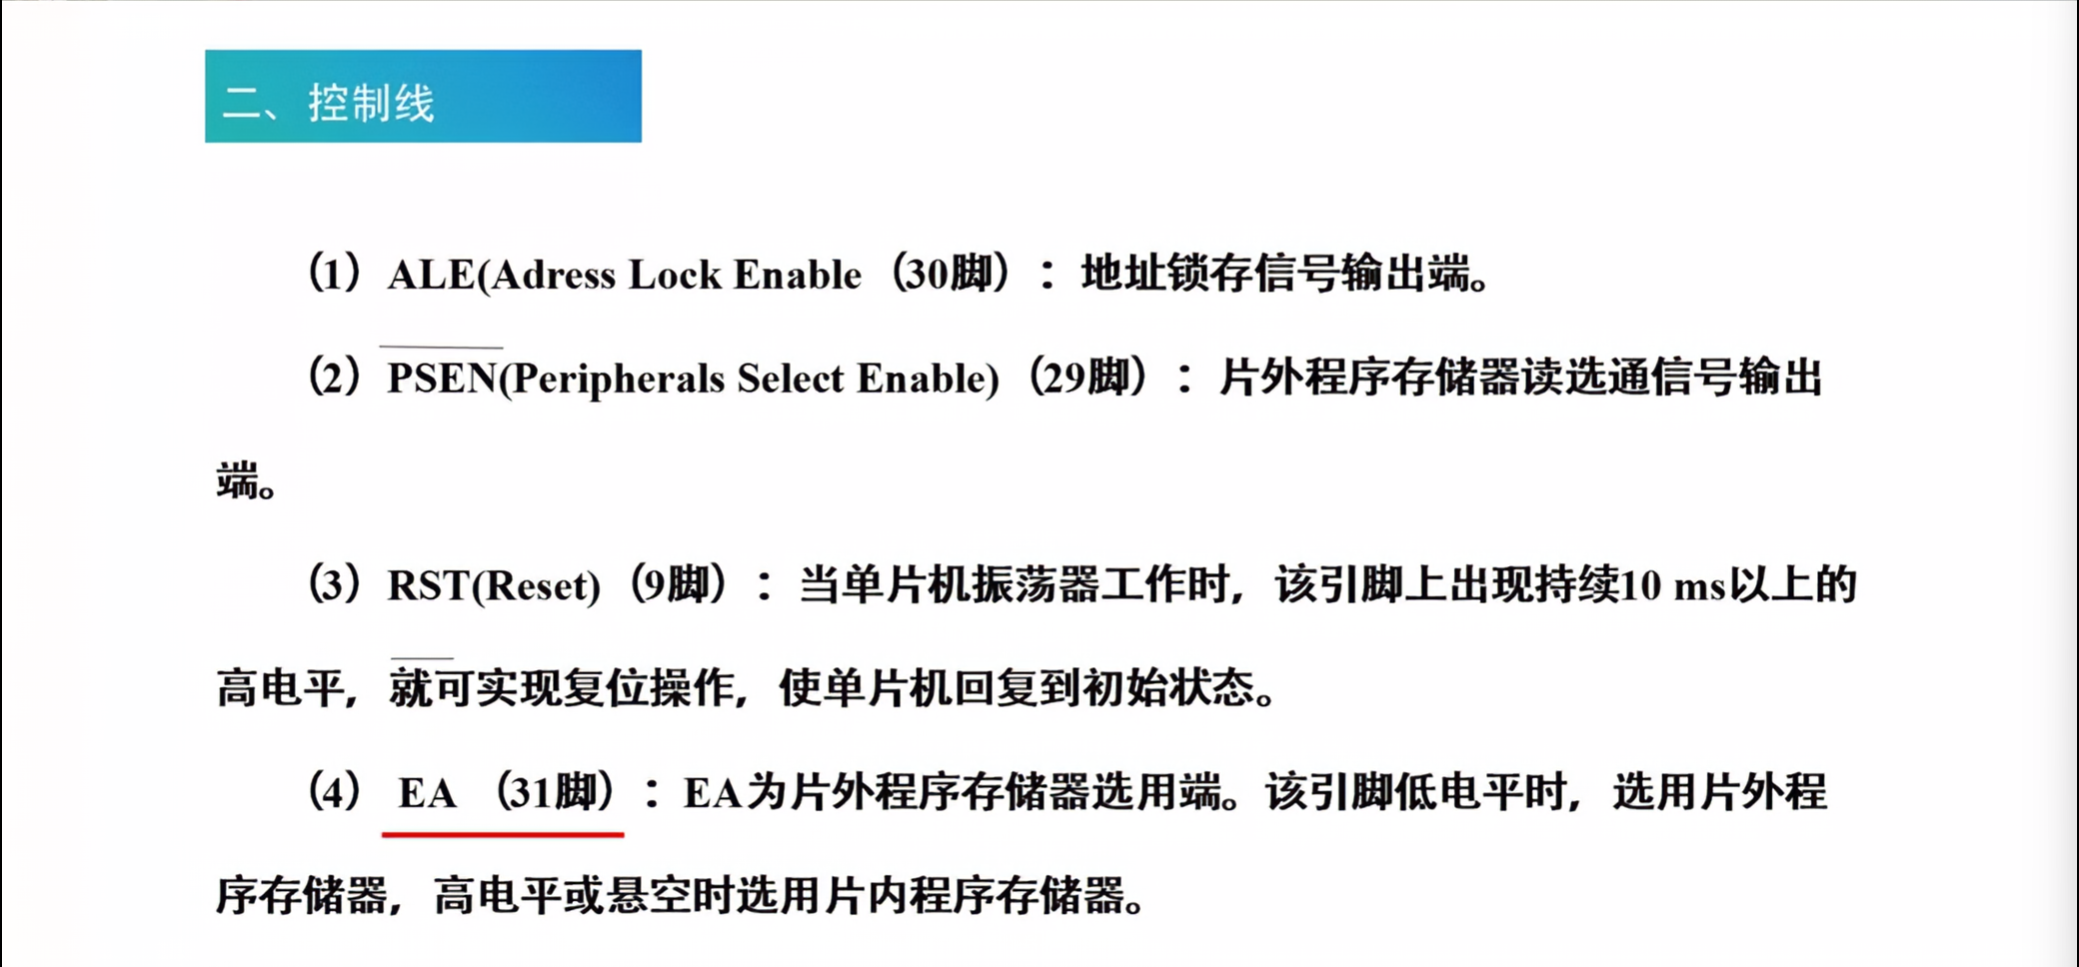 二、控制线
（1）ALE(Adress Lock Enable（30脚）：地址锁存信号输出端。
（2）PSEN(Peripherals Select Enable)（29脚）：片外程序存储器读选通信号输出
端。
（3）RST(Reset)（9脚）：当单片机振荡器工作时，该引脚上出现持续10 ms以上的
高电平，就可实现复位操作，使单片机回复到初始状态。
（4） EA （31脚）：EA为片外程序存储器选用端。该引脚低电平时，选用片外程
序存储器，高电平或悬空时选用片内程序存储器。